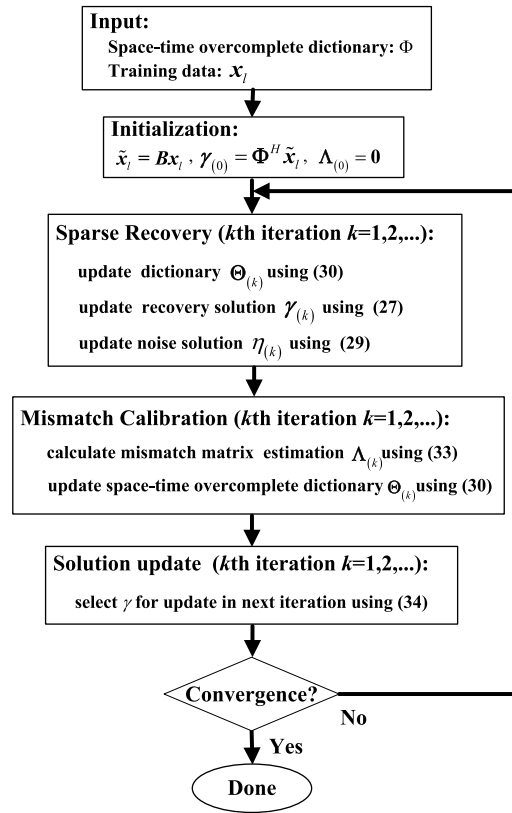 Input:
Space-time overcomplete dictionary: Φ
Training data: x_l
Initialization:
x̃_l = Bx_l , γ_(0) = Φ^H x̃_l , Λ_(0) = 0
Sparse Recovery (kth iteration k=1,2,...):
update dictionary Θ_(k) using (30)
update recovery solution γ_(k) using (27)
update noise solution η_(k) using (29)
Mismatch Calibration (kth iteration k=1,2,...):
calculate mismatch matrix estimation Λ_(k) using (33)
update space-time overcomplete dictionary Θ_(k) using (30)
Solution update (kth iteration k=1,2,...):
select γ for update in next iteration using (34)
Convergence?
No
Yes
Done